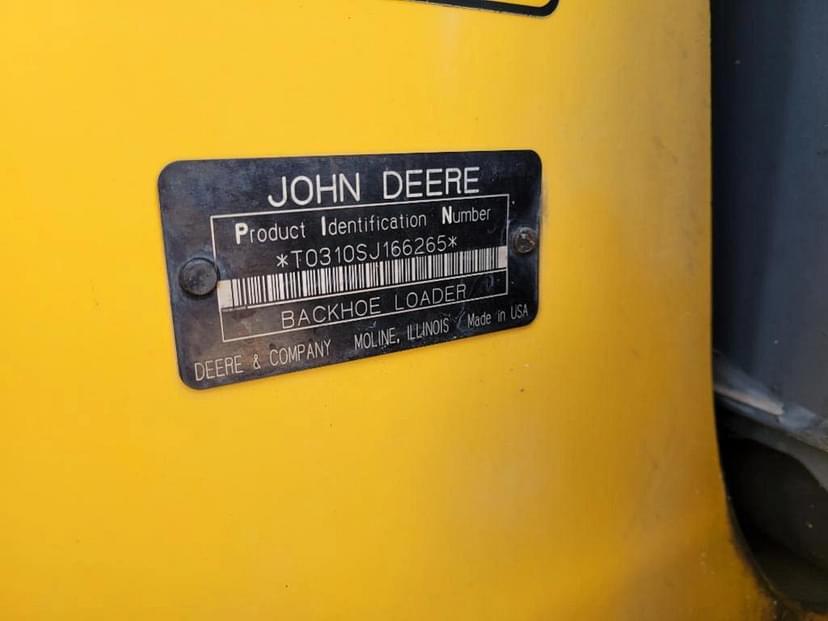 JOHN DEERE
Product Identification Number
*T0310SJ166265*
BACKHOE LOADER
DEERE & COMPANY MOLINE, ILLINOIS Made in USA